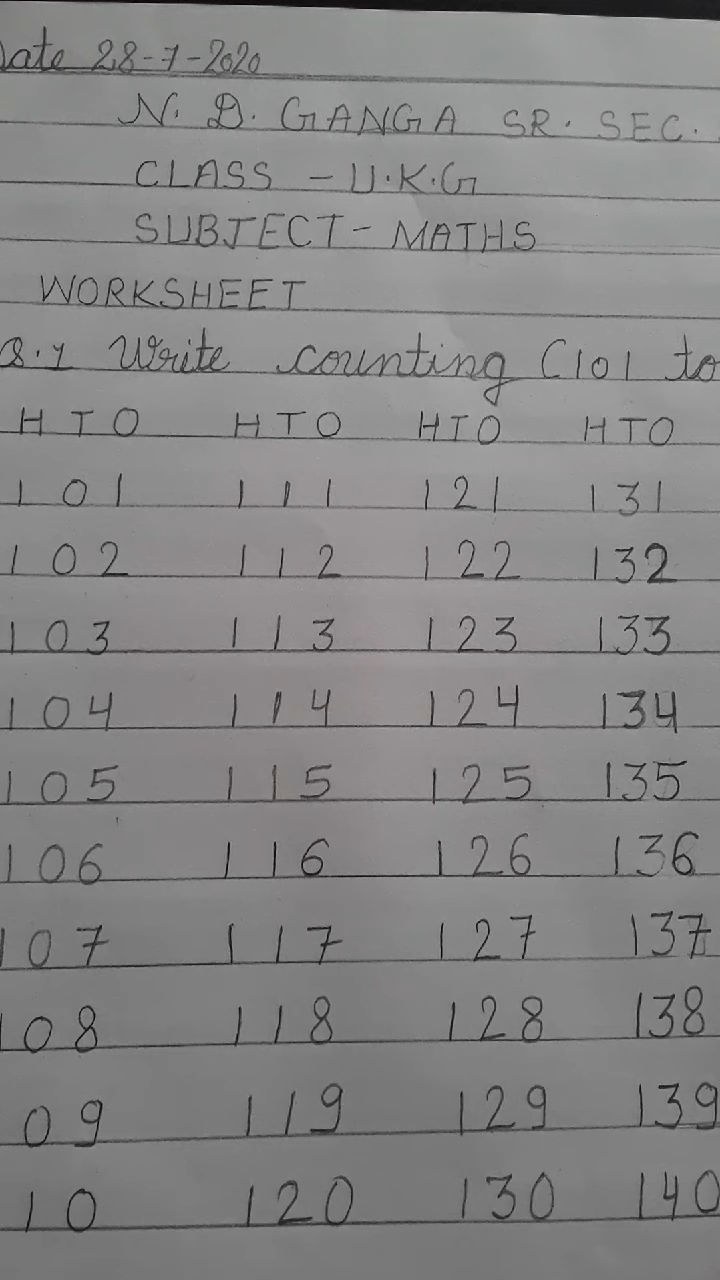 Date 28-7-2020
N. D. GANGA SR. SEC.
CLASS - U.K.G
SUBJECT - MATHS
WORKSHEET
Q.1 Write counting (101 to
H T O H T O H T O H T O
101 111 121 131
102 112 122 132
103 113 123 133
104 114 124 134
105 115 125 135
106 116 126 136
107 117 127 137
108 118 128 138
09 119 129 139
10 120 130 140